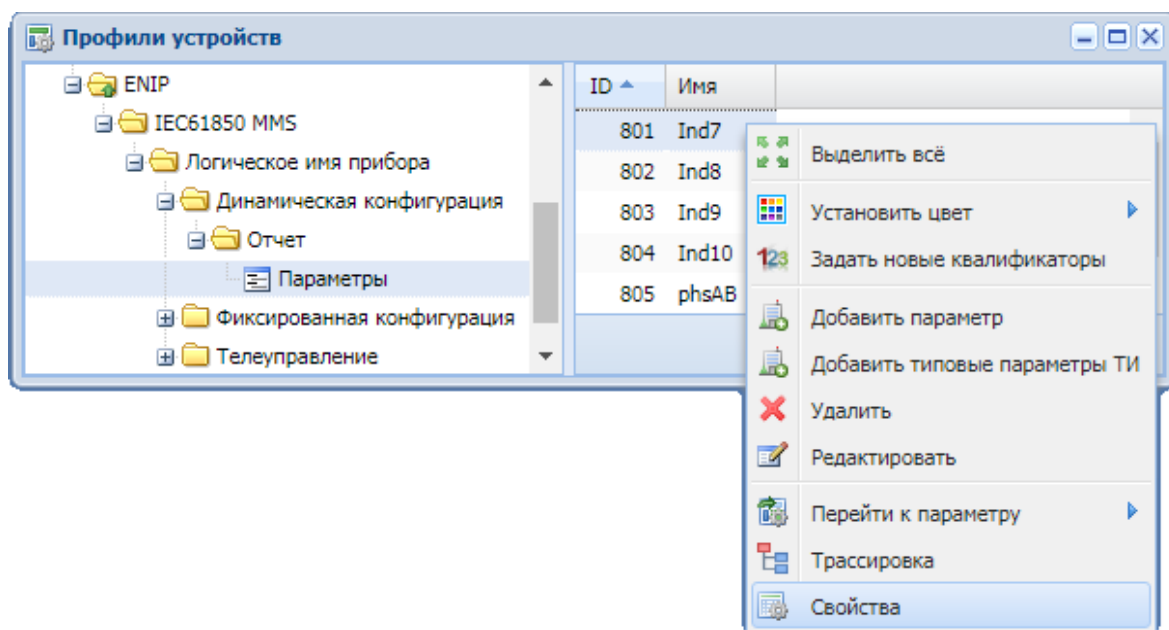 Профили устройств
ENIP
IEC61850 MMS
Логическое имя прибора
Динамическая конфигурация
Отчет
Параметры
Фиксированная конфигурация
Телеуправление
ID Имя
801 Ind7
802 Ind8
803 Ind9
804 Ind10
805 phsAB
Выделить всё
Установить цвет
123 Задать новые квалификаторы
Добавить параметр
Добавить типовые параметры ТИ
Удалить
Редактировать
Перейти к параметру
Трассировка
Свойства